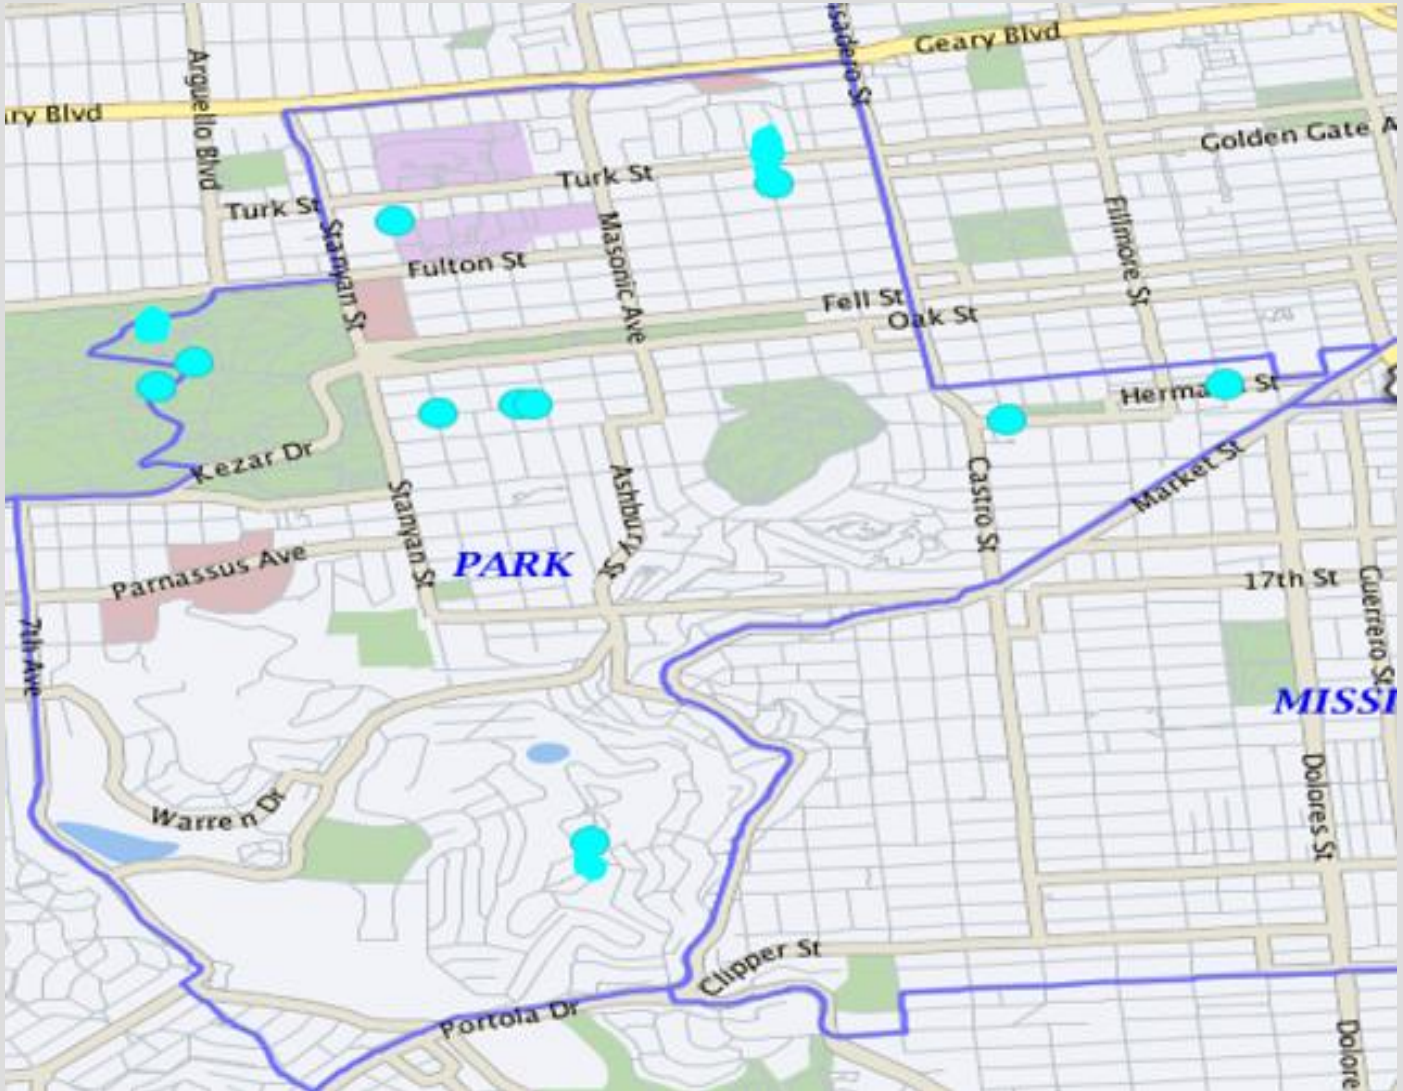 Geary Blvd
ary Blvd
Arguello Blvd
sadero St
Golden Gate A
Turk St
Turk St
Stanyan St
Masonic Ave
Fillmore St
Fulton St
Fell St
Oak St
Herma St
Kezar Dr
Market St
Castro St
Ashbury St
Stanyan St
PARK
Parnassus Ave
17th St
Guerrero St
7th Ave
MISSI
Dolores St
Warren Dr
Clipper St
Portola Dr
Dolore